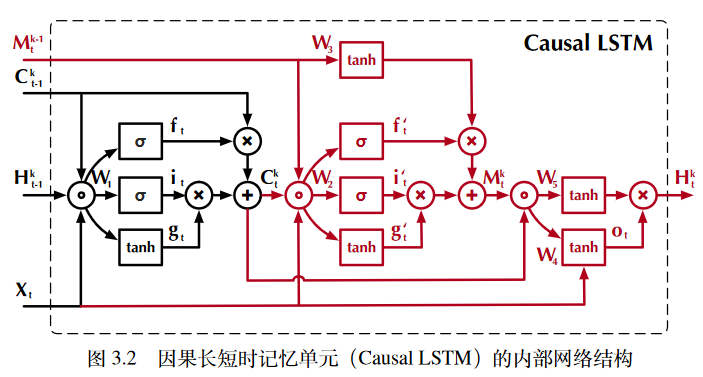 Causal LSTM
M_t^{k-1}
W_3
tanh
C_{t-1}^k
f_t
σ
×
f_t′
σ
×
H_{t-1}^k
W_1
σ
i_t
×
+
C_t^k
W_2
σ
i_t′
×
+
M_t^k
W_5
tanh
×
H_t^k
tanh
g_t
tanh
g_t′
W_4
tanh
o_t
X_t
图 3.2 因果长短时记忆单元（Causal LSTM）的内部网络结构